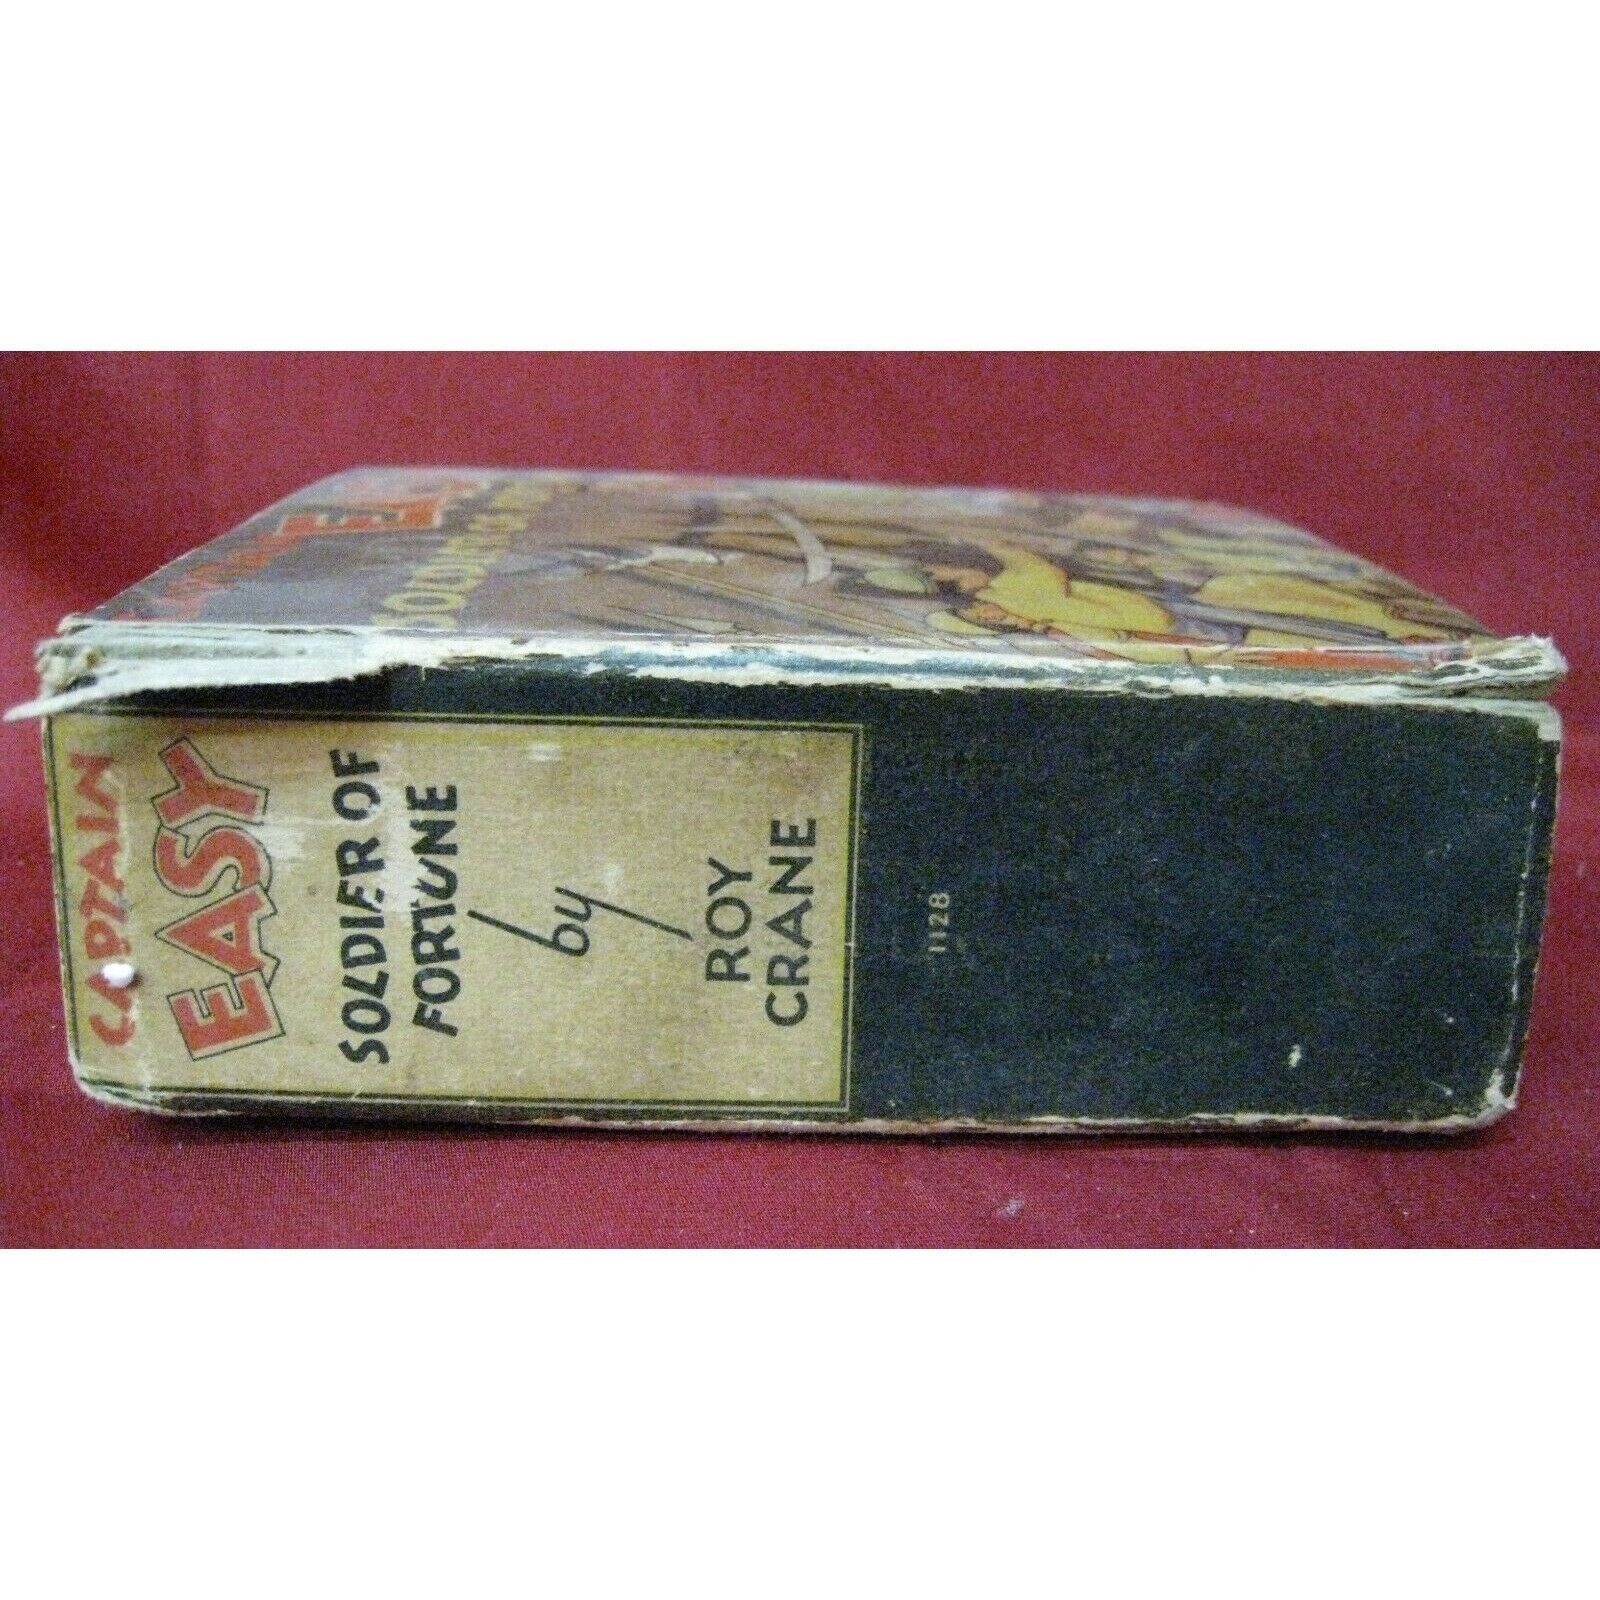 CAPTAIN
EASY
SOLDIER OF
FORTUNE
by
ROY
CRANE
1128